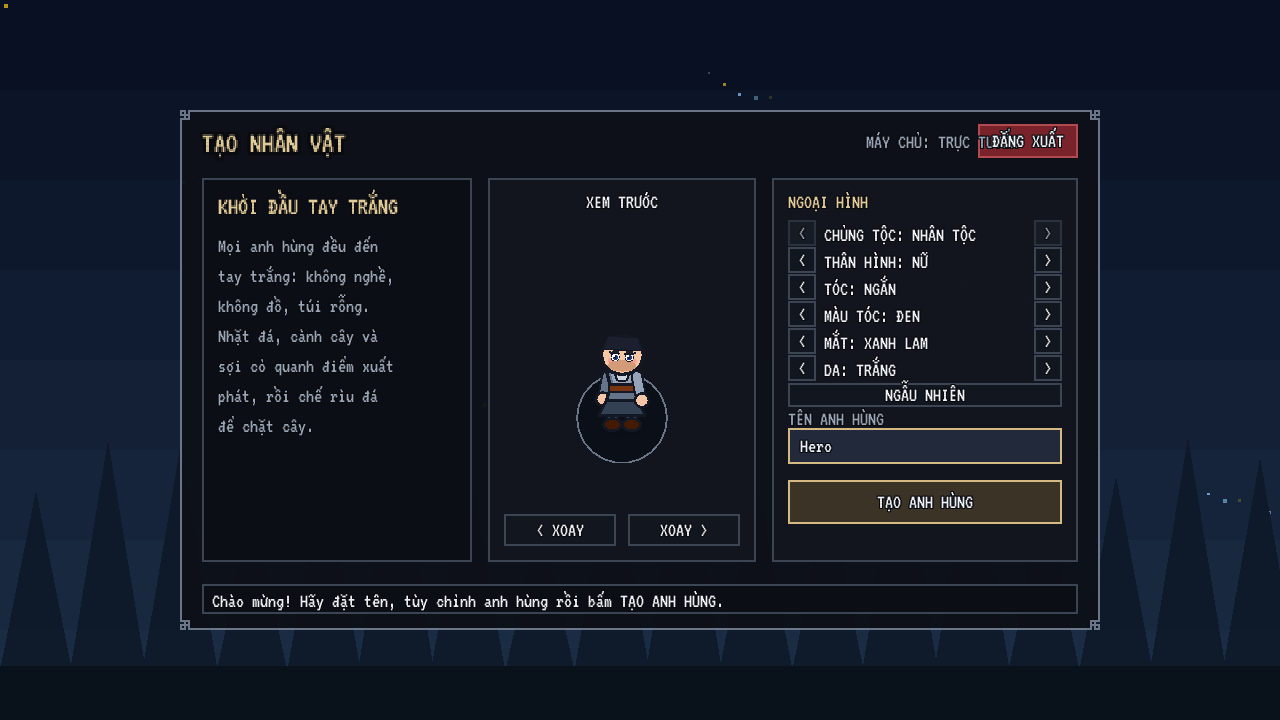 TẠO NHÂN VẬT
MÁY CHỦ: TRỰC
ĐĂNG XUẤT
KHỞI ĐẦU TAY TRẮNG
Mọi anh hùng đều đến
tay trắng: không nghề,
không đồ, túi rỗng.
Nhặt đá, cành cây và
sợi cỏ quanh điểm xuất
phát, rồi chế rìu đá
để chặt cây.
XEM TRƯỚC
< XOAY
XOAY >
NGOẠI HÌNH
< CHỦNG TỘC: NHÂN TỘC >
< THÂN HÌNH: NỮ >
< TÓC: NGẮN >
< MÀU TÓC: ĐEN >
< MẮT: XANH LAM >
< DA: TRẮNG >
NGẪU NHIÊN
TÊN ANH HÙNG
Hero
TẠO ANH HÙNG
Chào mừng! Hãy đặt tên, tùy chỉnh anh hùng rồi bấm TẠO ANH HÙNG.